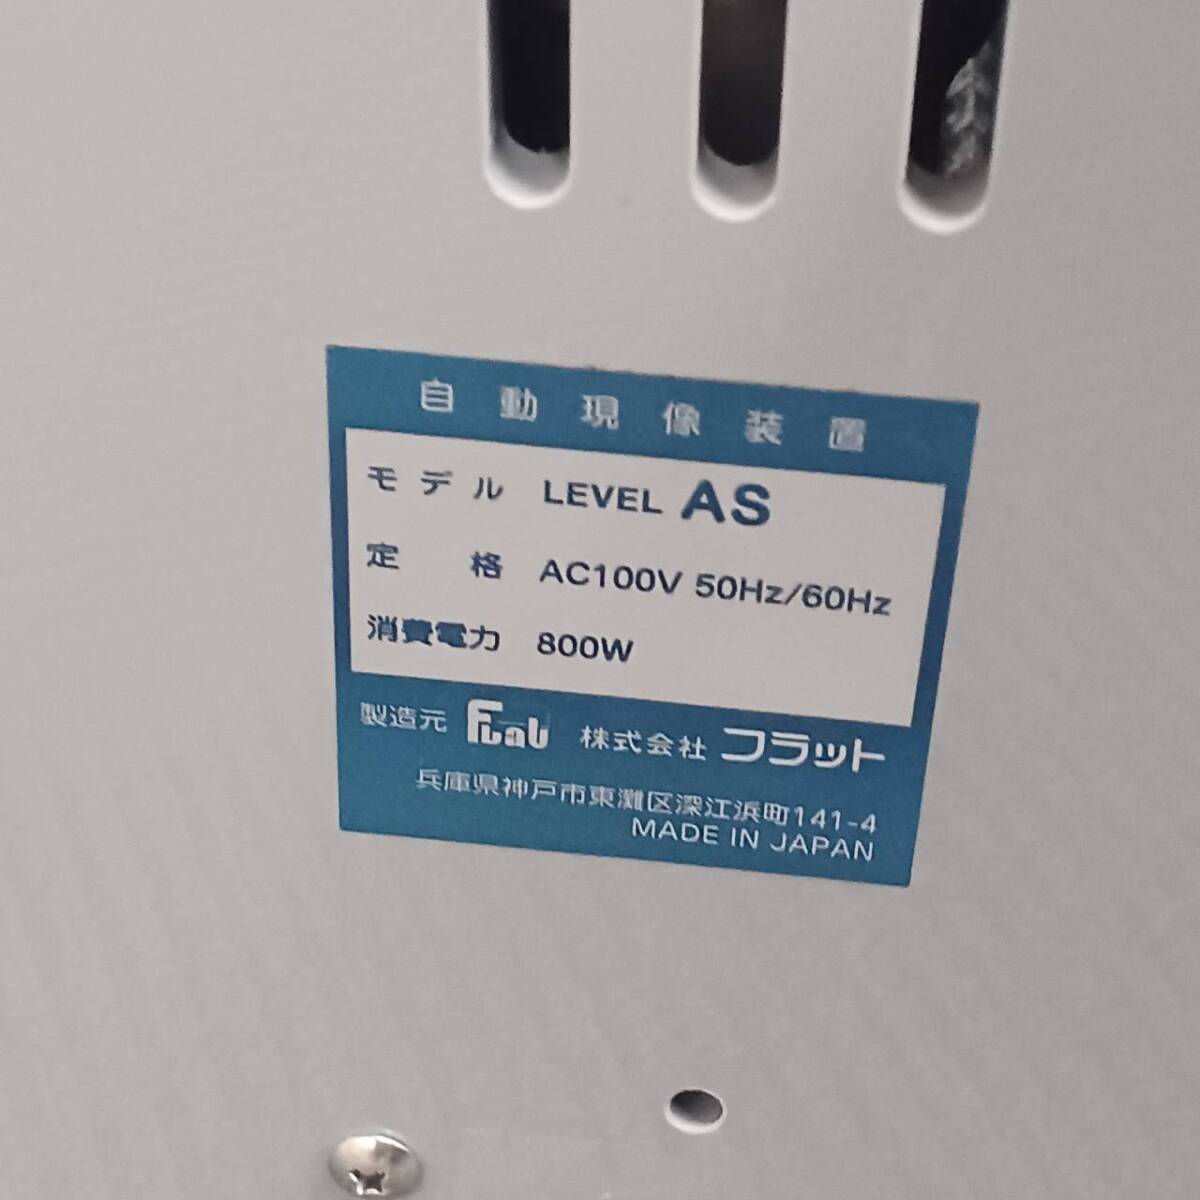 自動現像装置
モデル LEVEL AS
定格 AC100V 50Hz/60Hz
消費電力 800W
製造元 Flat 株式会社 フラット
兵庫県神戸市東灘区深江浜町141-4
MADE IN JAPAN